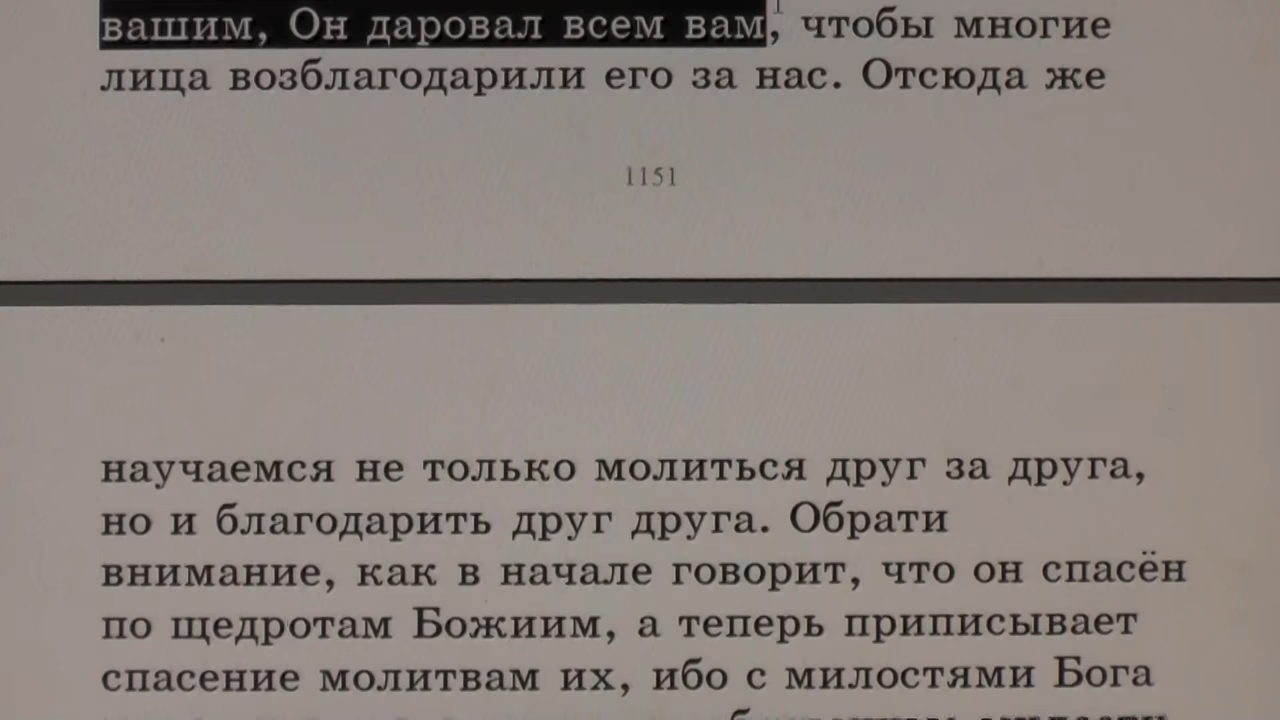 вашим, Он даровал всем вам, чтобы многие
лица возблагодарили его за нас. Отсюда же
1151
научаемся не только молиться друг за друга,
но и благодарить друг друга. Обрати
внимание, как в начале говорит, что он спасён
по щедротам Божиим, а теперь приписывает
спасение молитвам их, ибо с милостями Бога